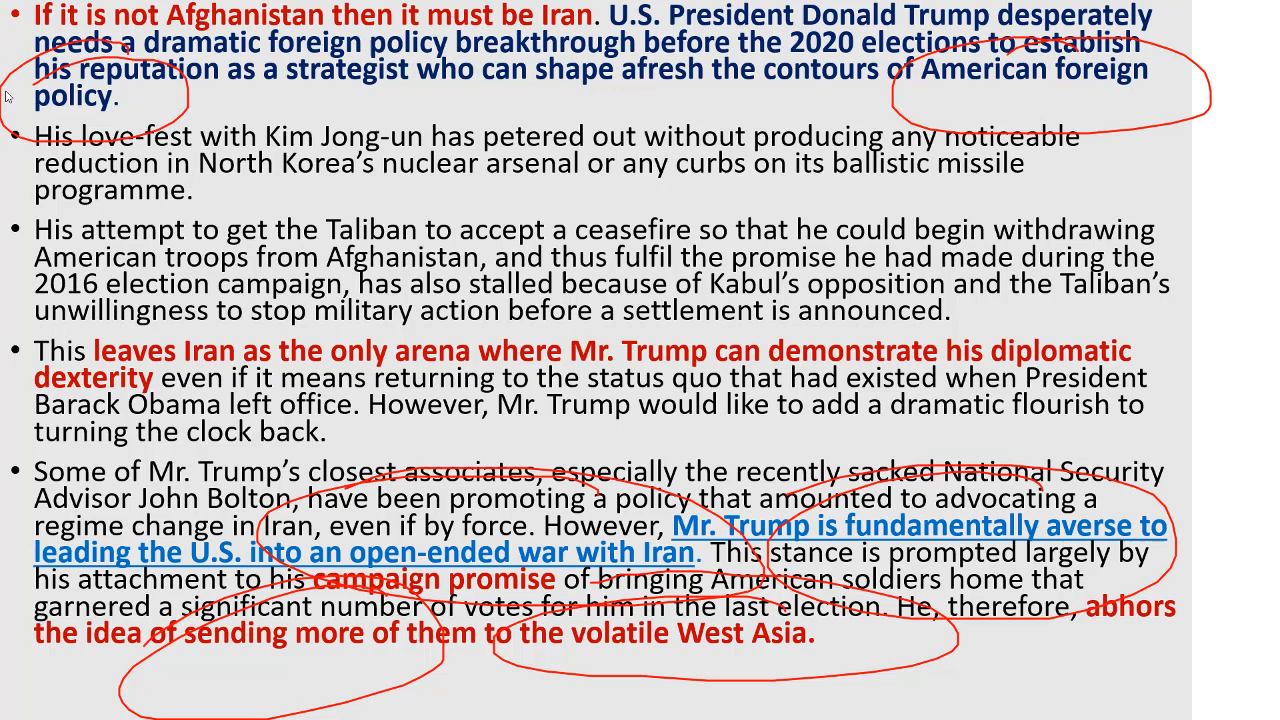 • If it is not Afghanistan then it must be Iran. U.S. President Donald Trump desperately
needs a dramatic foreign policy breakthrough before the 2020 elections to establish
his reputation as a strategist who can shape afresh the contours of American foreign
policy.
• His love-fest with Kim Jong-un has petered out without producing any noticeable
reduction in North Korea’s nuclear arsenal or any curbs on its ballistic missile
programme.
• His attempt to get the Taliban to accept a ceasefire so that he could begin withdrawing
American troops from Afghanistan, and thus fulfil the promise he had made during the
2016 election campaign, has also stalled because of Kabul’s opposition and the Taliban’s
unwillingness to stop military action before a settlement is announced.
• This leaves Iran as the only arena where Mr. Trump can demonstrate his diplomatic
dexterity even if it means returning to the status quo that had existed when President
Barack Obama left office. However, Mr. Trump would like to add a dramatic flourish to
turning the clock back.
• Some of Mr. Trump’s closest associates, especially the recently sacked National Security
Advisor John Bolton, have been promoting a policy that amounted to advocating a
regime change in Iran, even if by force. However, Mr. Trump is fundamentally averse to
leading the U.S. into an open-ended war with Iran. This stance is prompted largely by
his attachment to his campaign promise of bringing American soldiers home that
garnered a significant number of votes for him in the last election. He, therefore, abhors
the idea of sending more of them to the volatile West Asia.